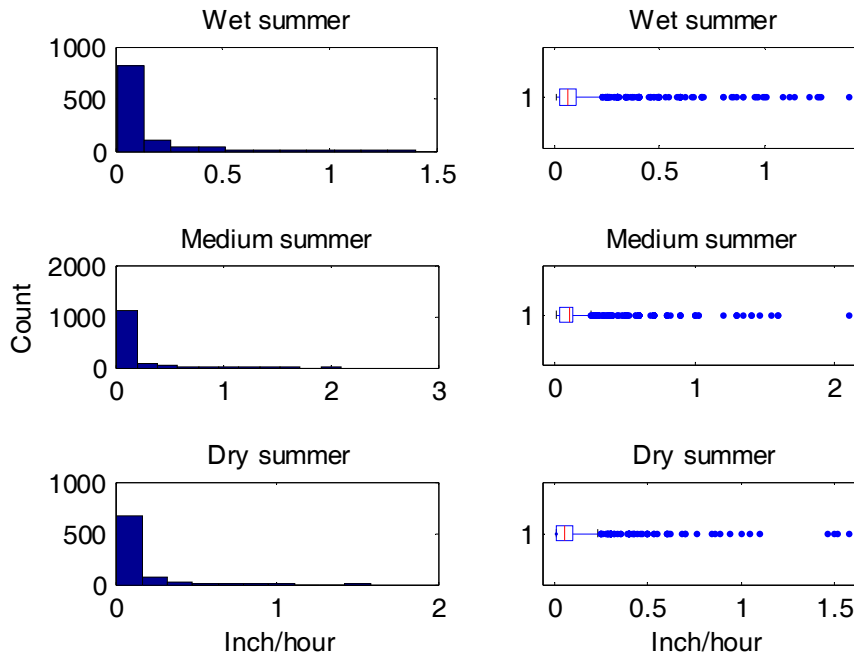 Wet summer
1000
500
0
0 0.5 1 1.5
Wet summer
1
0 0.5 1
Medium summer
2000
1000
0
Count
0 1 2 3
Medium summer
1
0 1 2
Dry summer
1000
500
0
0 1 2
Inch/hour
Dry summer
1
0 0.5 1 1.5
Inch/hour